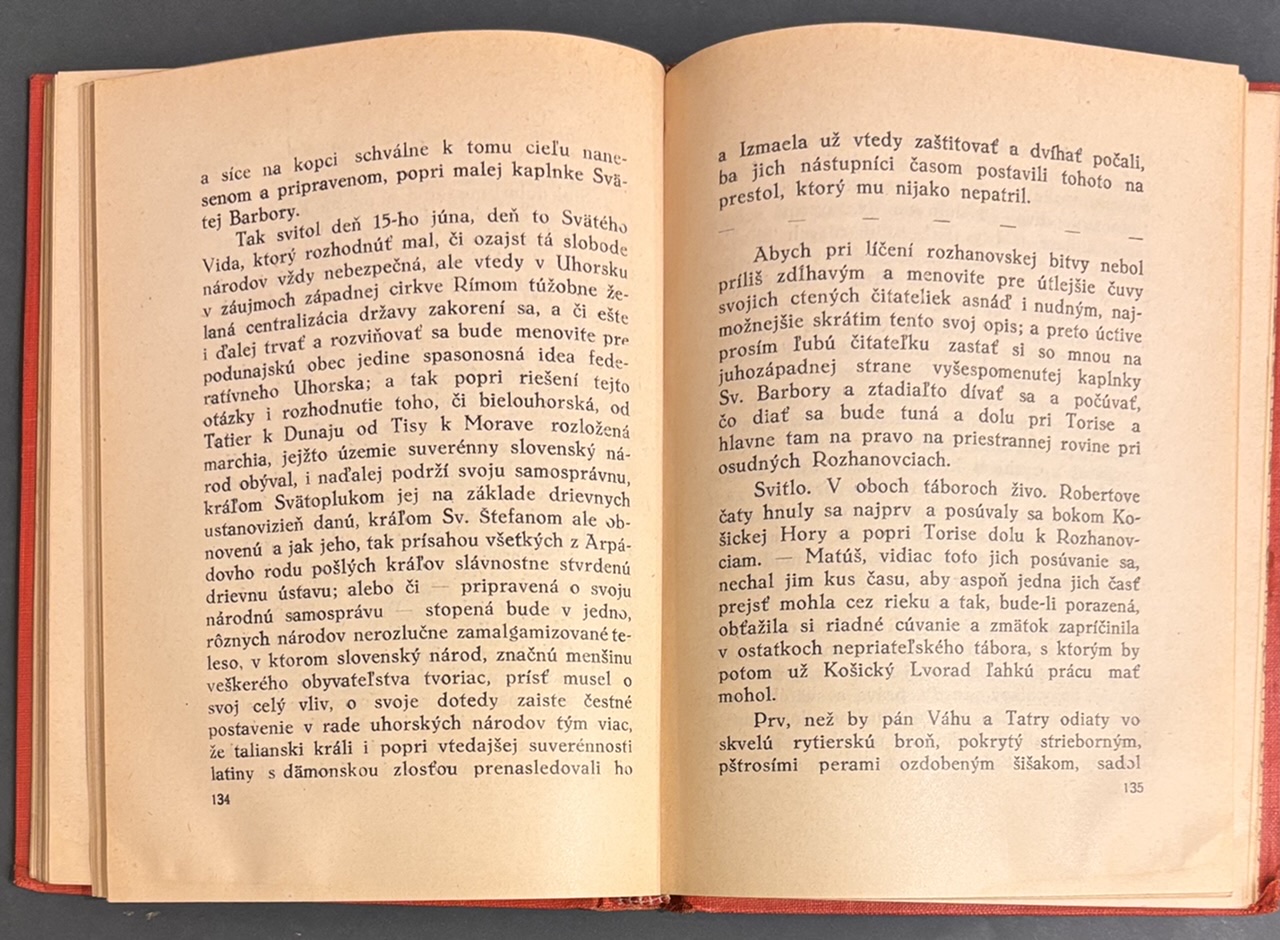 a síce na kopci schválne k tomu cieľu nane-
senom a pripravenom, popri malej kaplnke Svä-
tej Barbory.
Tak svitol deň 15-ho júna, deň to Svätého
Vida, ktorý rozhodnúť mal, či ozajst tá slobode
národov vždy nebezpečná, ale vtedy v Uhorsku
v záujmoch západnej cirkve Rímom túžobne že-
laná centralizácia državy zakorení sa, a či ešte
i ďalej trvať a rozviňovať sa bude menovite pre
podunajskú obec jedine spasonosná idea fede-
ratívneho Uhorska; a tak popri riešení tejto
otázky i rozhodnutie toho, či bielouhorská, od
Tatier k Dunaju od Tisy k Morave rozložená
marchia, jejžto územie suverénny slovenský ná-
rod obýval, i naďalej podrží svoju samosprávnu,
kráľom Svätoplukom jej na základe drievnych
ustanovizień danú, kráľom Sv. Štefanom ale ob-
novenú a jak jeho, tak prísahou všetkých z Arpá-
dovho rodu pošlých kráľov slávnostne stvrdenú
drievnu ústavu; alebo či — pripravená o svoju
národnú samosprávu — stopená bude v jedno,
rôznych národov nerozlučne zamalgamizované te-
leso, v ktorom slovenský národ, značnú menšinu
veškerého obyvateľstva tvoriac, prísť musel o
svoj celý vliv, o svoje dotedy zaiste čestné
postavenie v rade uhorských národov tým viac,
že talianski králi i popri vtedajšej suverénnosti
latiny s dämonskou zlosťou prenasledovali ho
134
a Izmaela už vtedy zaštitovať a dvíhať počali,
ba jich nástupníci časom postavili tohoto na
prestol, ktorý mu nijako nepatril.
— — — — — — —
Abych pri líčení rozhanovskej bitvy nebol
príliš zdĺhavým a menovite pre útlejšie čuvy
svojich ctených čitateliek asnáď i nudným, naj-
možnejšie skrátim tento svoj opis; a preto úctive
prosím ľubú čitateľku zastať si so mnou na
juhozápadnej strane vyšespomenutej kaplnky
Sv. Barbory a ztadiaľto dívať sa a počúvať,
čo diať sa bude tuná a dolu pri Torise a
hlavne tam na pravo na priestrannej rovine pri
osudných Rozhanovciach.
Svitlo. V oboch táboroch živo. Robertove
čaty hnuly sa najprv a posúvaly sa bokom Ko-
šickej Hory a popri Torise dolu k Rozhanov-
ciam. — Matúš, vidiac toto jich posúvanie sa,
nechal jim kus času, aby aspoň jedna jich časť
prejsť mohla cez rieku a tak, bude-li porazená,
obťažila si riadné cúvanie a zmätok zapríčinila
v ostatkoch nepriateľského tábora, s ktorým by
potom už Košický Lvorad ľahkú prácu mať
mohol.
Prv, než by pán Váhu a Tatry odiaty vo
skvelú rytierskú broň, pokrytý strieborným,
pštrosími perami ozdobeným šišakom, sadol
135